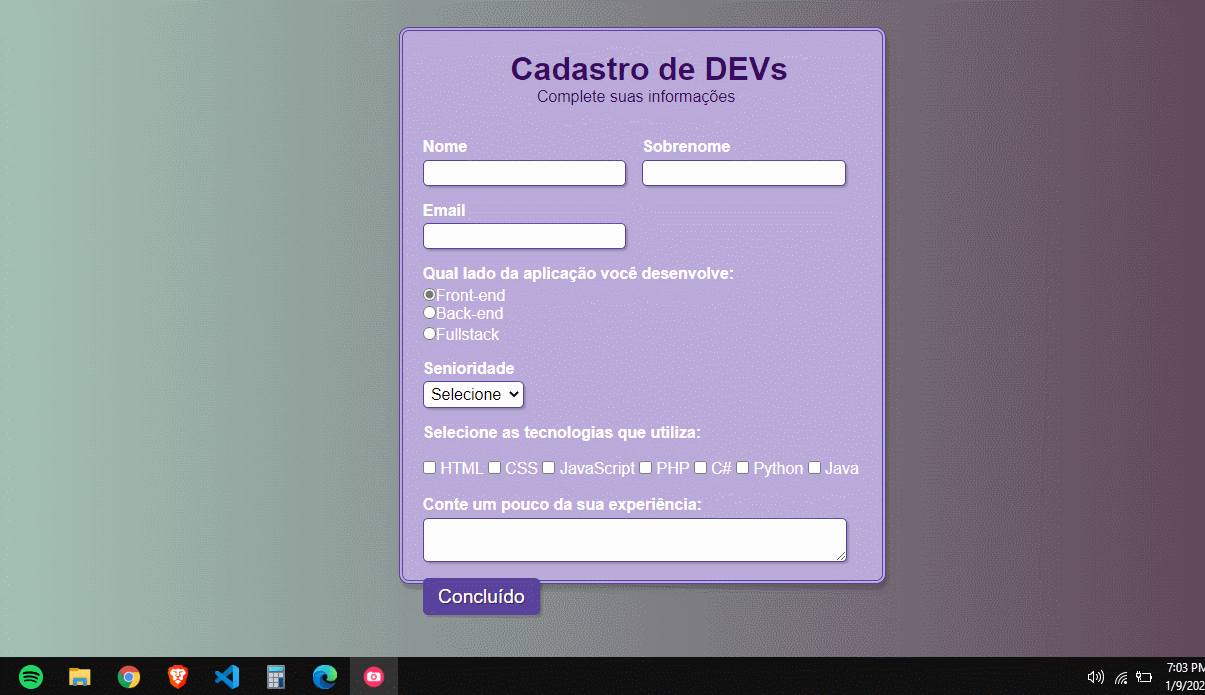 Cadastro de DEVs
Complete suas informações
Nome Sobrenome
Email
Qual lado da aplicação você desenvolve:
Front-end
Back-end
Fullstack
Senioridade
Selecione
Selecione as tecnologias que utiliza:
HTML CSS JavaScript PHP C# Python Java
Conte um pouco da sua experiência:
Concluído
7:03 PM
1/9/202